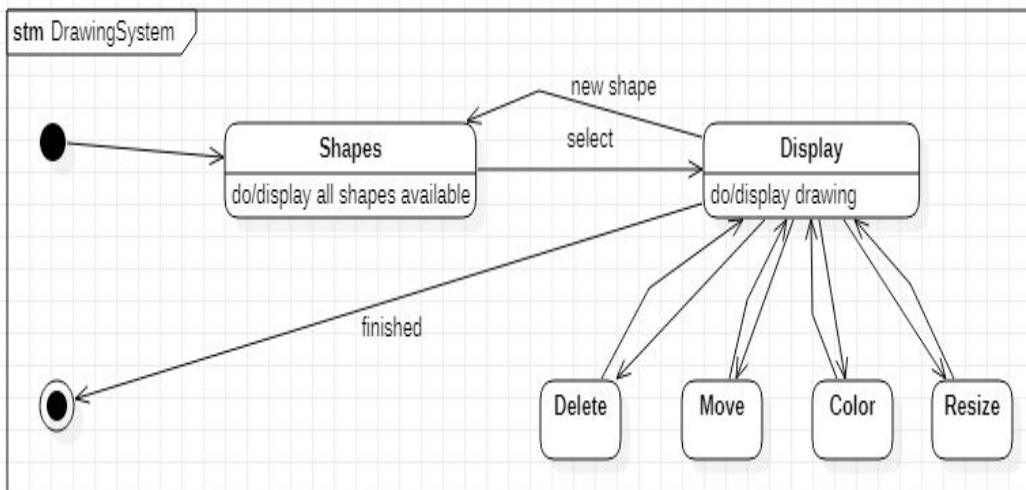 stm DrawingSystem
new shape
select
Shapes
do/display all shapes available
Display
do/display drawing
finished
Delete
Move
Color
Resize